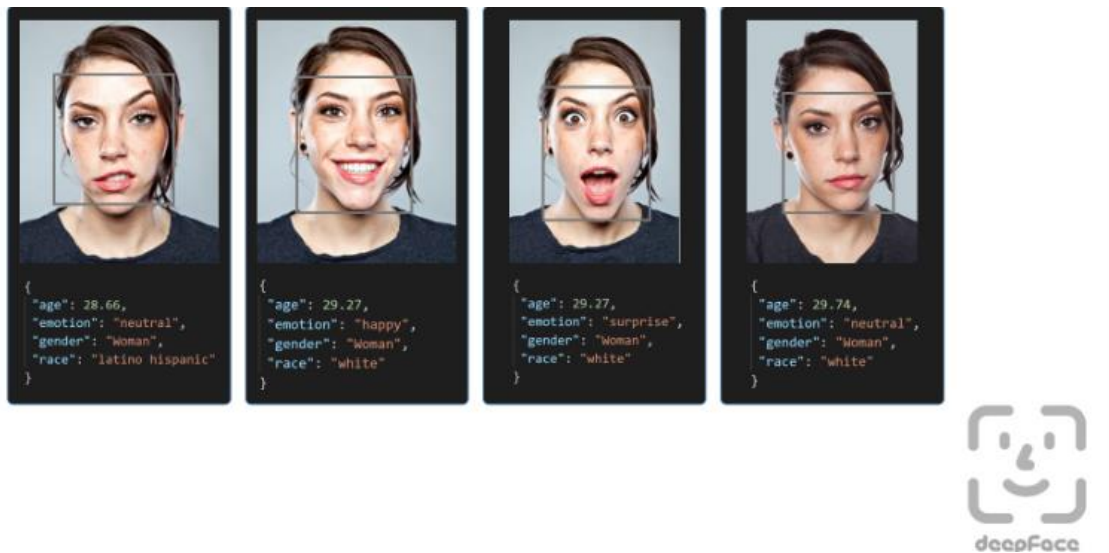 {
"age": 28.66,
"emotion": "neutral",
"gender": "Woman",
"race": "latino hispanic"
}
{
"age": 29.27,
"emotion": "happy",
"gender": "Woman",
"race": "white"
}
{
"age": 29.27,
"emotion": "surprise",
"gender": "Woman",
"race": "white"
}
{
"age": 29.74,
"emotion": "neutral",
"gender": "Woman",
"race": "white"
}
deepFace